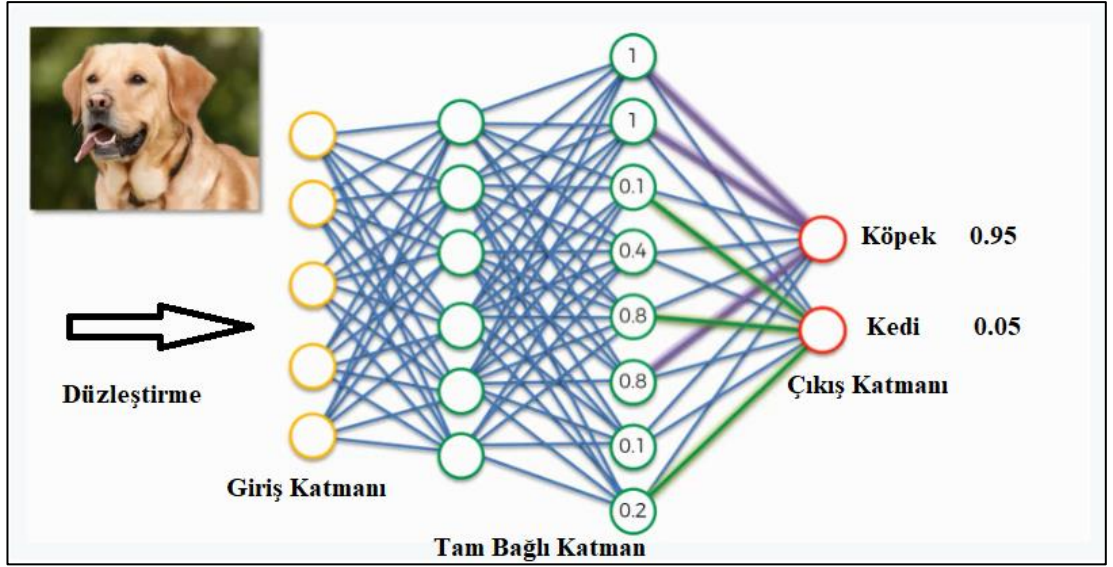 1
1
0.1
0.4
0.8
0.8
0.1
0.2
Köpek 0.95
Kedi 0.05
Çıkış Katmanı
Düzleştirme
Giriş Katmanı
Tam Bağlı Katman